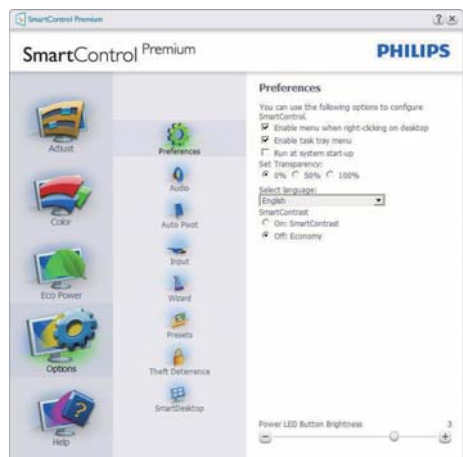 SmartControl Premium
SmartControl Premium
PHILIPS
Adjust
Color
Eco Power
Options
Help
Preferences
Audio
Auto Pivot
Input
Wizard
Presets
Theft Deterrence
SmartDesktop
Preferences
You can use the following options to configure
SmartControl.
Enable menu when right-clicking on desktop
Enable task tray menu
Run at system start-up
Set Transparency:
0% 50% 100%
Select language:
English
SmartContrast
On: SmartContrast
Off: Economy
Power LED Button Brightness 3